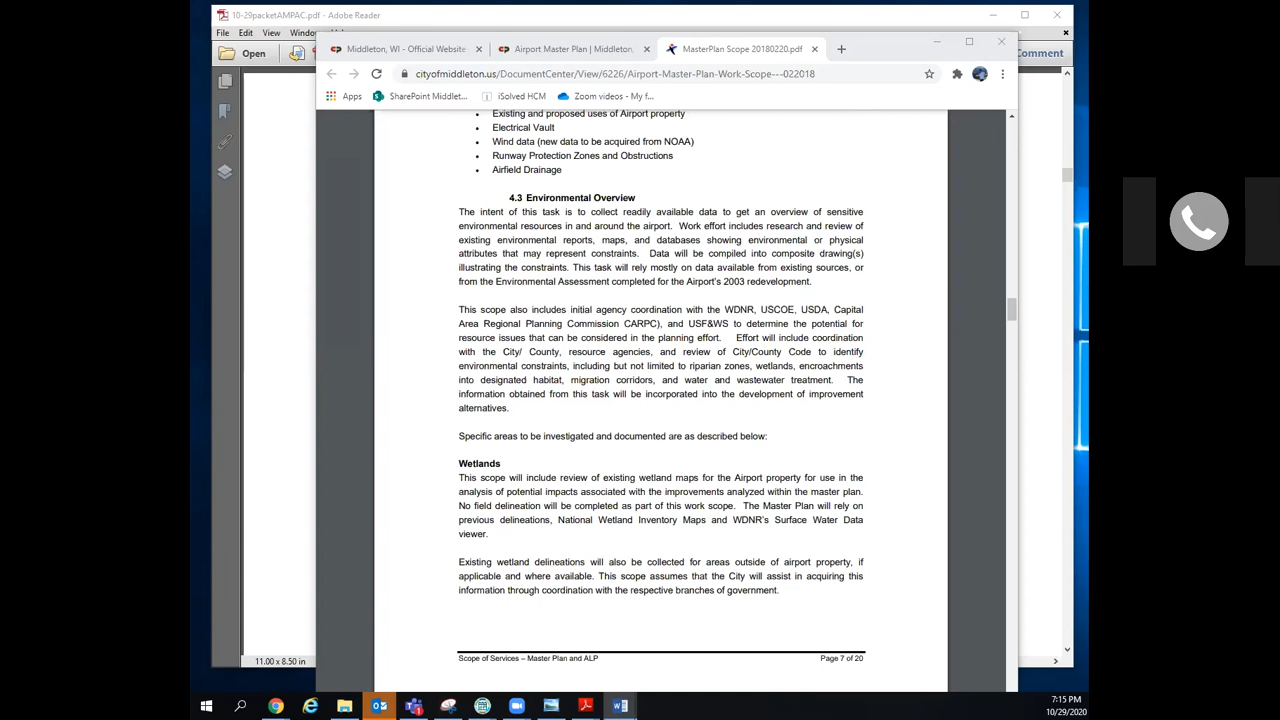 10-29packetAMPAC.pdf - Adobe Reader
File Edit View Window
Open
Comment
Middleton, WI - Official Website
Airport Master Plan | Middleton,
MasterPlan Scope 20180220.pdf
cityofmiddleton.us/DocumentCenter/View/6226/Airport-Master-Plan-Work-Scope---022018
Apps SharePoint Middlet... iSolved HCM Zoom videos - My f...
• Existing and proposed uses of Airport property
• Electrical Vault
• Wind data (new data to be acquired from NOAA)
• Runway Protection Zones and Obstructions
• Airfield Drainage
4.3 Environmental Overview
The intent of this task is to collect readily available data to get an overview of sensitive
environmental resources in and around the airport. Work effort includes research and review of
existing environmental reports, maps, and databases showing environmental or physical
attributes that may represent constraints. Data will be compiled into composite drawing(s)
illustrating the constraints. This task will rely mostly on data available from existing sources, or
from the Environmental Assessment completed for the Airport's 2003 redevelopment.
This scope also includes initial agency coordination with the WDNR, USCOE, USDA, Capital
Area Regional Planning Commission CARPC), and USF&WS to determine the potential for
resource issues that can be considered in the planning effort. Effort will include coordination
with the City/ County, resource agencies, and review of City/County Code to identify
environmental constraints, including but not limited to riparian zones, wetlands, encroachments
into designated habitat, migration corridors, and water and wastewater treatment. The
information obtained from this task will be incorporated into the development of improvement
alternatives.
Specific areas to be investigated and documented are as described below:
Wetlands
This scope will include review of existing wetland maps for the Airport property for use in the
analysis of potential impacts associated with the improvements analyzed within the master plan.
No field delineation will be completed as part of this work scope. The Master Plan will rely on
previous delineations, National Wetland Inventory Maps and WDNR's Surface Water Data
viewer.
Existing wetland delineations will also be collected for areas outside of airport property, if
applicable and where available. This scope assumes that the City will assist in acquiring this
information through coordination with the respective branches of government.
Scope of Services – Master Plan and ALP Page 7 of 20
11.00 x 8.50 in
7:15 PM
10/29/2020